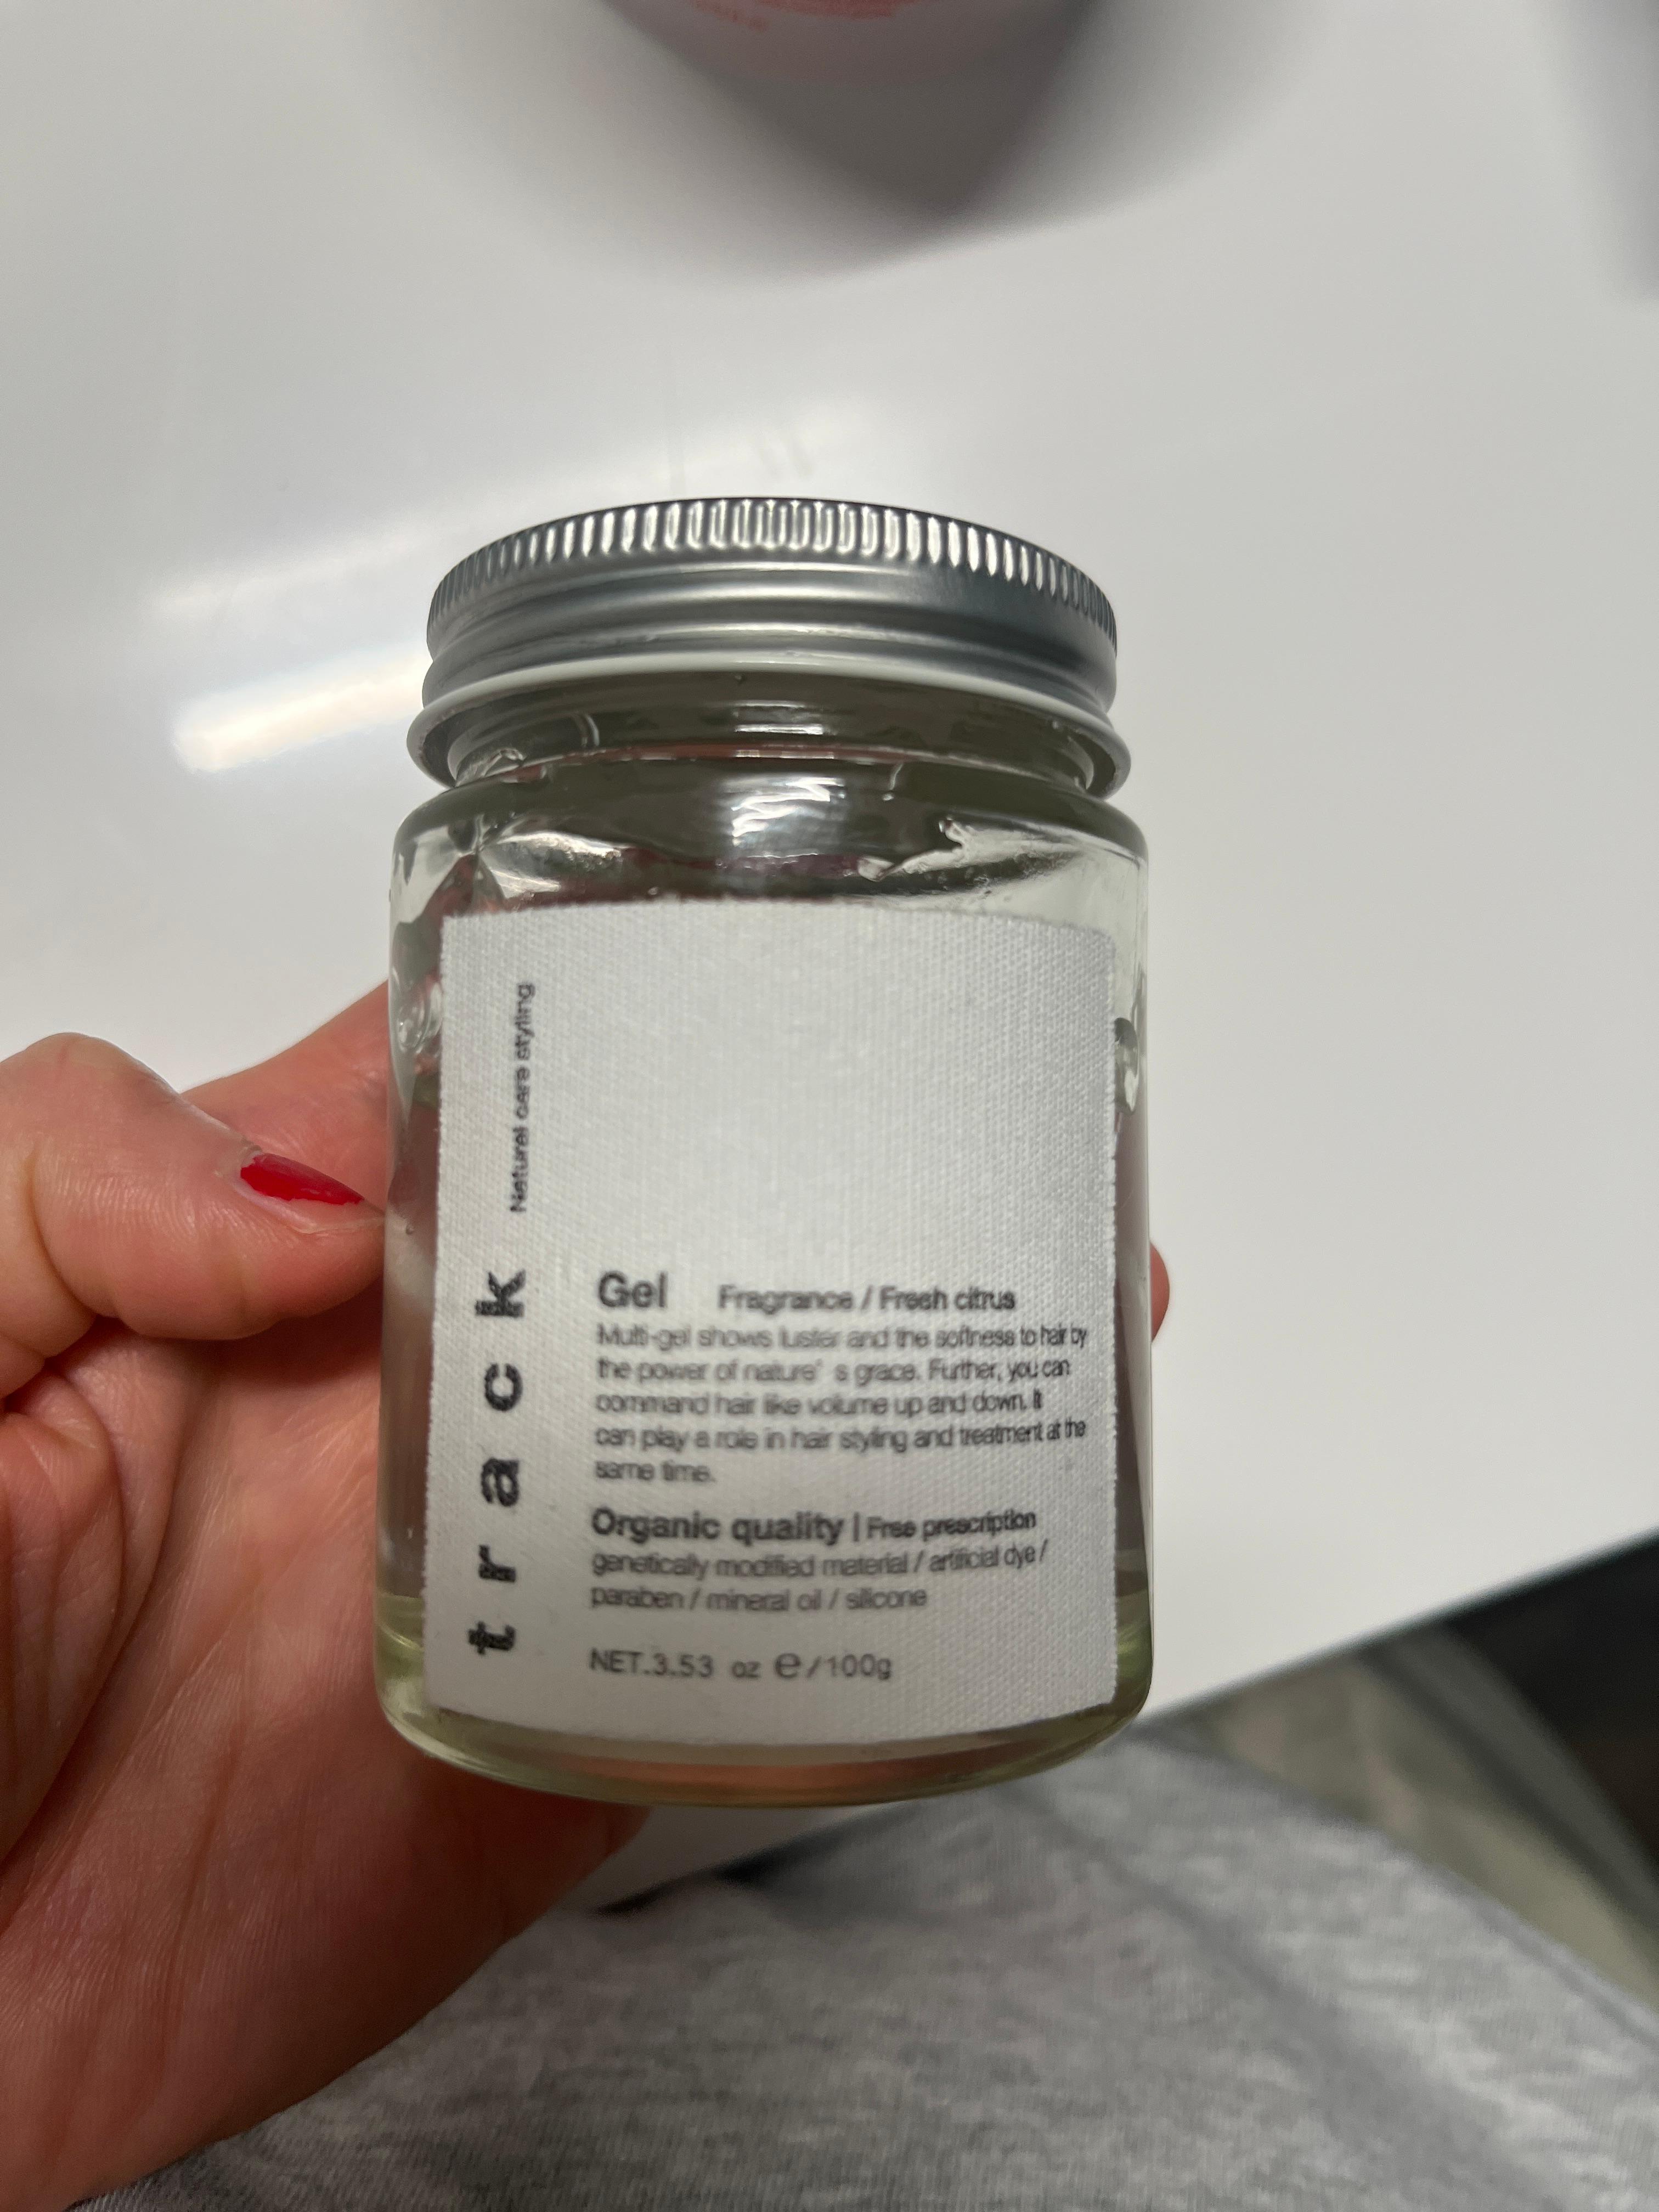 track
Natural care styling
Gel Fragrance / Fresh citrus
Multi-gel shows luster and the softness to hair by
the power of nature' s grace. Further, you can
command hair like volume up and down. It
can play a role in hair styling and treatment at the
same time.
Organic quality | Free prescription
genetically modified material / artificial dye /
paraben / mineral oil / silicone
NET.3.53 oz ℮/100g